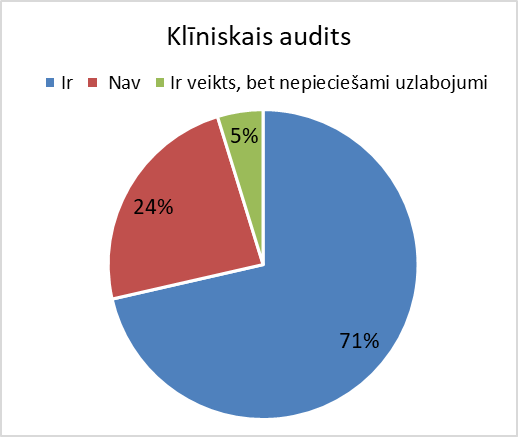 Klīniskais audits
Ir Nav Ir veikts, bet nepieciešami uzlabojumi
5%
24%
71%